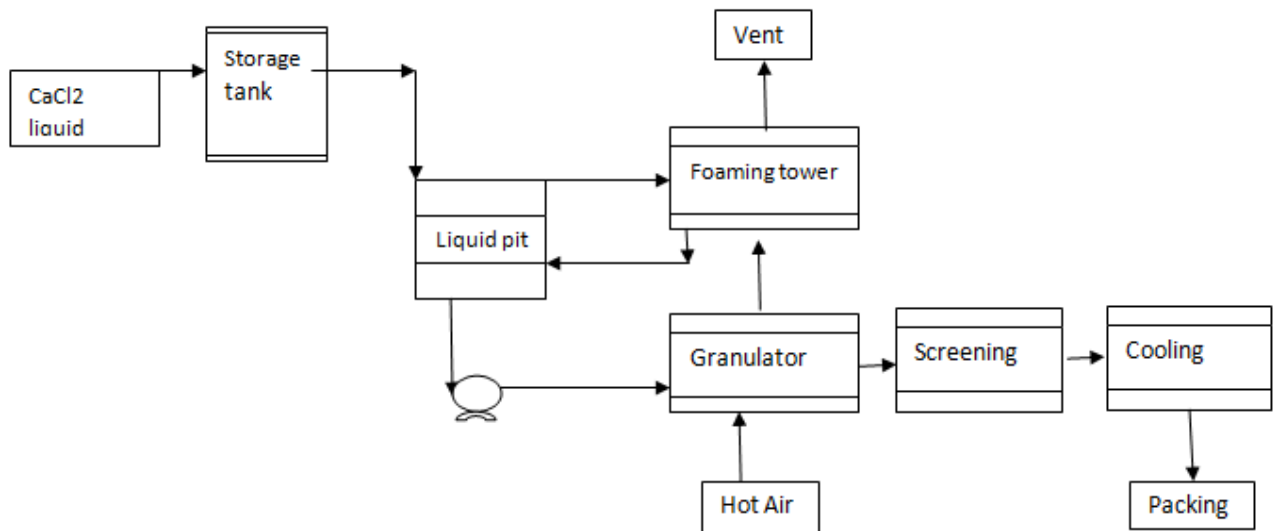 Vent
Storage
tank
CaCl2
liquid
Foaming tower
Liquid pit
Granulator
Screening
Cooling
Hot Air
Packing